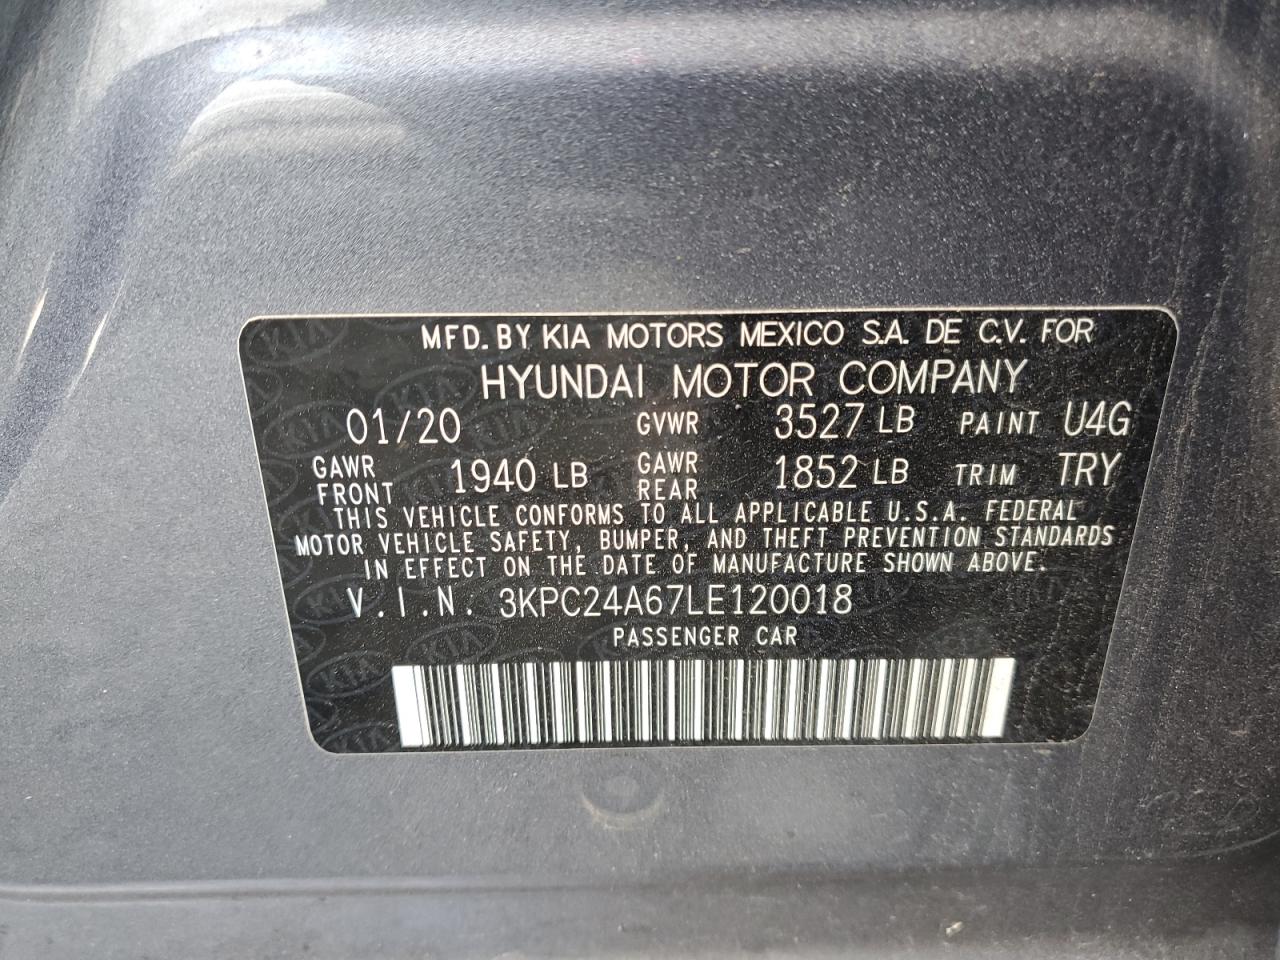 MFD. BY KIA MOTORS MEXICO S.A. DE C.V. FOR
HYUNDAI MOTOR COMPANY
01/20 GVWR 3527 LB PAINT U4G
GAWR FRONT 1940 LB GAWR REAR 1852 LB TRIM TRY
THIS VEHICLE CONFORMS TO ALL APPLICABLE U.S.A. FEDERAL
MOTOR VEHICLE SAFETY, BUMPER, AND THEFT PREVENTION STANDARDS
IN EFFECT ON THE DATE OF MANUFACTURE SHOWN ABOVE.
V.I.N. 3KPC24A67LE120018
PASSENGER CAR